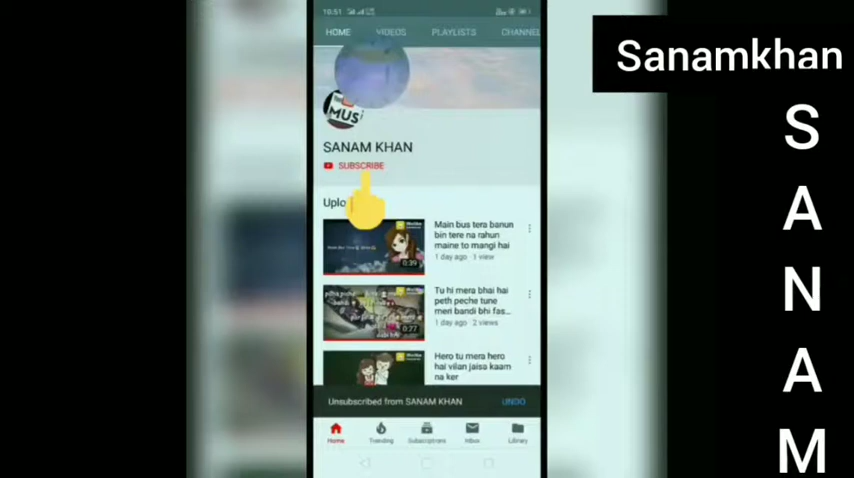 10:51
HOME VIDEOS PLAYLISTS CHANNEL
Sanamkhan
MUS
SANAM KHAN
SUBSCRIBE
Uplo
Main bus tera banun
bin tere na rahun
maine to mangi hai
1 day ago · 1 view
0:39
Tu hi mera bhai hai
peth peche tune
meri bandi bhi fas...
1 day ago · 2 views
0:27
Hero tu mera hero
hai vilan jaisa kaam
na ker
Unsubscribed from SANAM KHAN UNDO
Home Trending Subscriptions Inbox Library
S
A
N
A
M